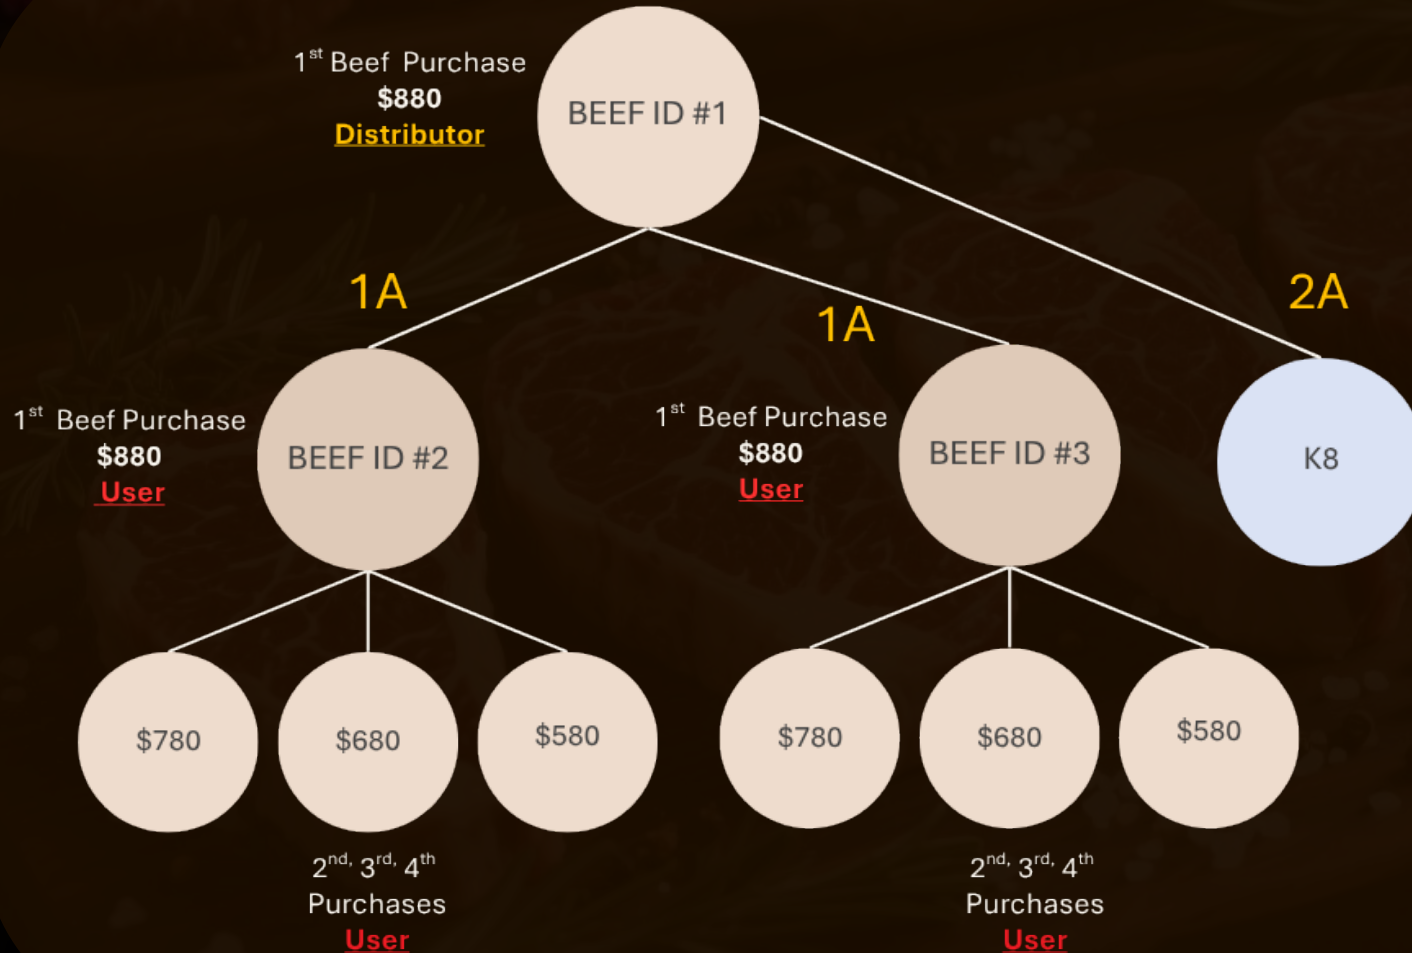 1st Beef Purchase
$880
Distributor
BEEF ID #1
1A
1A
2A
1st Beef Purchase
$880
User
BEEF ID #2
1st Beef Purchase
$880
User
BEEF ID #3
K8
$780
$680
$580
$780
$680
$580
2nd, 3rd, 4th
Purchases
User
2nd, 3rd, 4th
Purchases
User